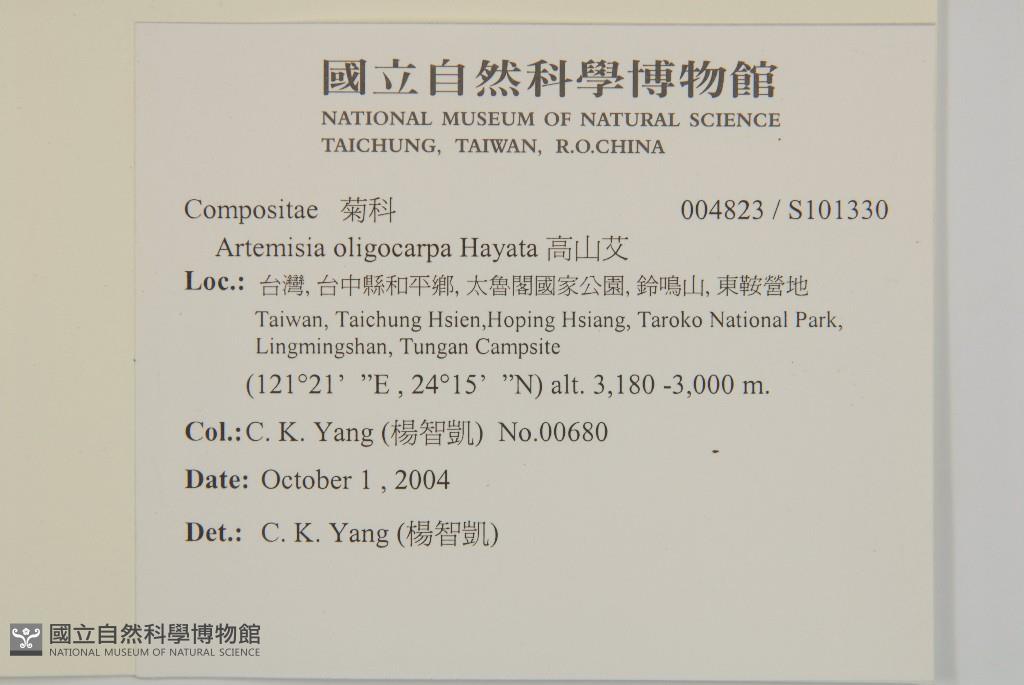 國立自然科學博物館
NATIONAL MUSEUM OF NATURAL SCIENCE
TAICHUNG, TAIWAN, R.O.CHINA
Compositae 菊科 004823 / S101330
Artemisia oligocarpa Hayata 高山艾
Loc.: 台灣, 台中縣和平鄉, 太魯閣國家公園, 鈴鳴山, 東鞍營地
Taiwan, Taichung Hsien,Hoping Hsiang, Taroko National Park,
Lingmingshan, Tungan Campsite
(121°21’ ”E , 24°15’ ”N) alt. 3,180 -3,000 m.
Col.: C. K. Yang (楊智凱) No.00680
Date: October 1 , 2004
Det.: C. K. Yang (楊智凱)
國立自然科學博物館
NATIONAL MUSEUM OF NATURAL SCIENCE